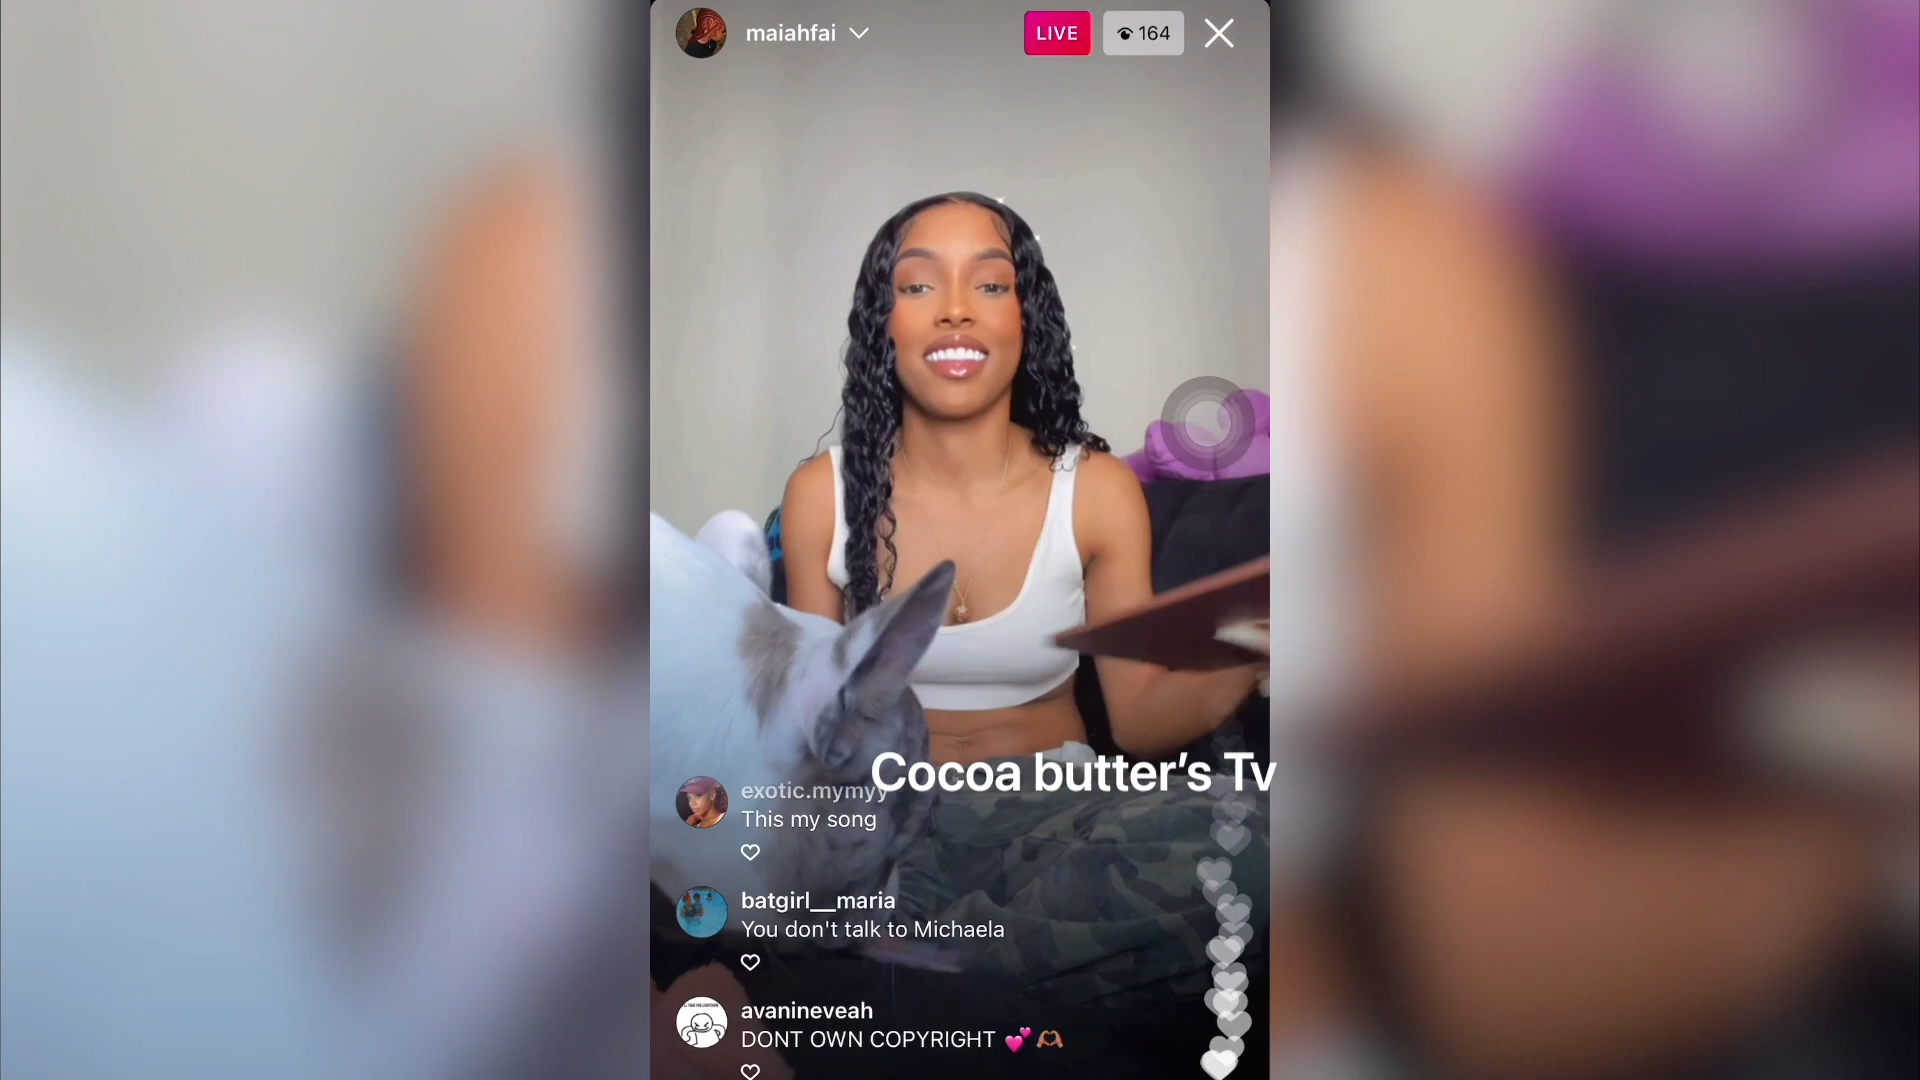 maiahfai
LIVE
164
Cocoa butter’s Tv
exotic.mymyy
This my song
batgirl__maria
You don't talk to Michaela
avanineveah
DONT OWN COPYRIGHT 💕 🫶🏽